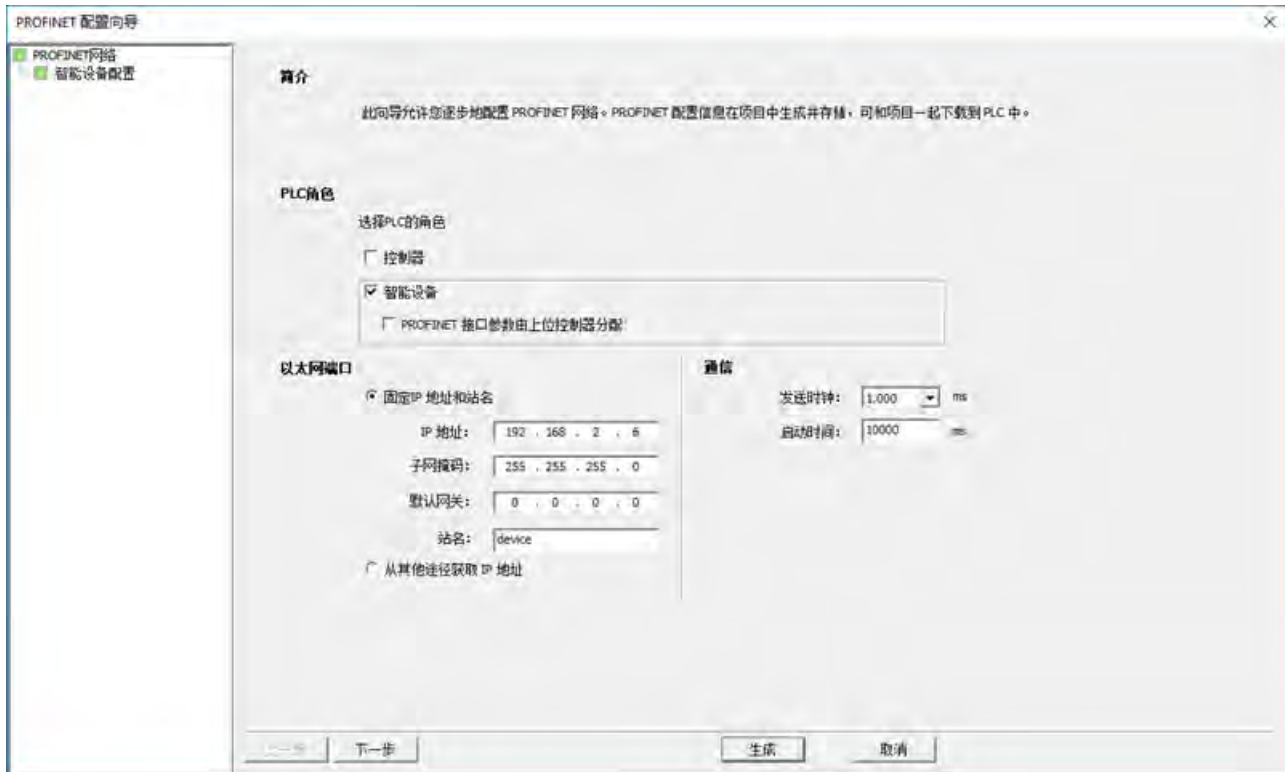 PROFINET 配置向导
PROFINET网络
智能设备配置
简介
此向导允许您逐步地配置 PROFINET 网络。PROFINET 配置信息在项目中生成并存储，可和项目一起下载到 PLC 中。
PLC角色
选择PLC的角色
控制器
智能设备
PROFINET 接口参数由上位控制器分配
以太网端口
通信
固定IP 地址和站名
发送时钟： 1.000 ms
IP 地址： 192 . 168 . 2 . 6
启动时间： 10000 ms
子网掩码： 255 . 255 . 255 . 0
默认网关： 0 . 0 . 0 . 0
站名： device
从其他途径获取 IP 地址
下一步 生成 取消